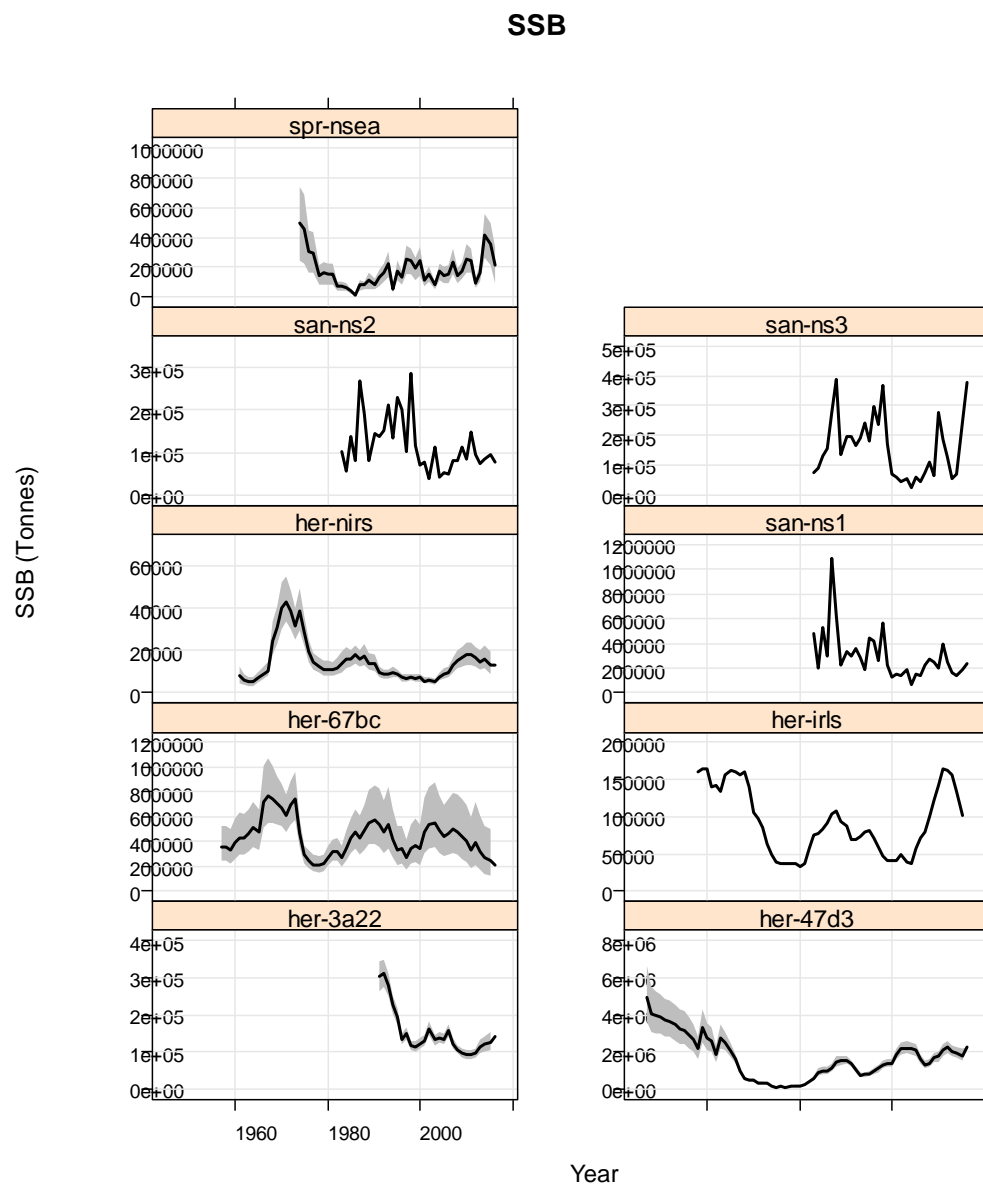 SSB
spr-nsea
1000000
800000
600000
400000
200000
0
san-ns2
3e+05
2e+05
1e+05
0e+00
san-ns3
5e+05
4e+05
3e+05
2e+05
1e+05
0e+00
her-nirs
60000
40000
20000
0
san-ns1
1200000
1000000
800000
600000
400000
200000
0
her-67bc
1200000
1000000
800000
600000
400000
200000
0
her-irls
200000
150000
100000
50000
0
her-3a22
4e+05
3e+05
2e+05
1e+05
0e+00
her-47d3
8e+06
6e+06
4e+06
2e+06
0e+00
1960 1980 2000
SSB (Tonnes)
Year